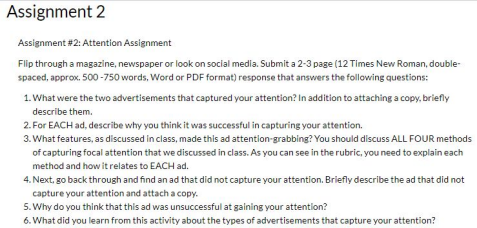 Assignment 2
Assignment #2: Attention Assignment
Flip through a magazine, newspaper or look on social media. Submit a 2-3 page (12 Times New Roman, double-
spaced, approx. 500 -750 words, Word or PDF format) response that answers the following questions:
1. What were the two advertisements that captured your attention? In addition to attaching a copy, briefly
describe them.
2. For EACH ad, describe why you think it was successful in capturing your attention.
3. What features, as discussed in class, made this ad attention-grabbing? You should discuss ALL FOUR methods
of capturing focal attention that we discussed in class. As you can see in the rubric, you need to explain each
method and how it relates to EACH ad.
4. Next, go back through and find an ad that did not capture your attention. Briefly describe the ad that did not
capture your attention and attach a copy.
5. Why do you think that this ad was unsuccessful at gaining your attention?
6. What did you learn from this activity about the types of advertisements that capture your attention?